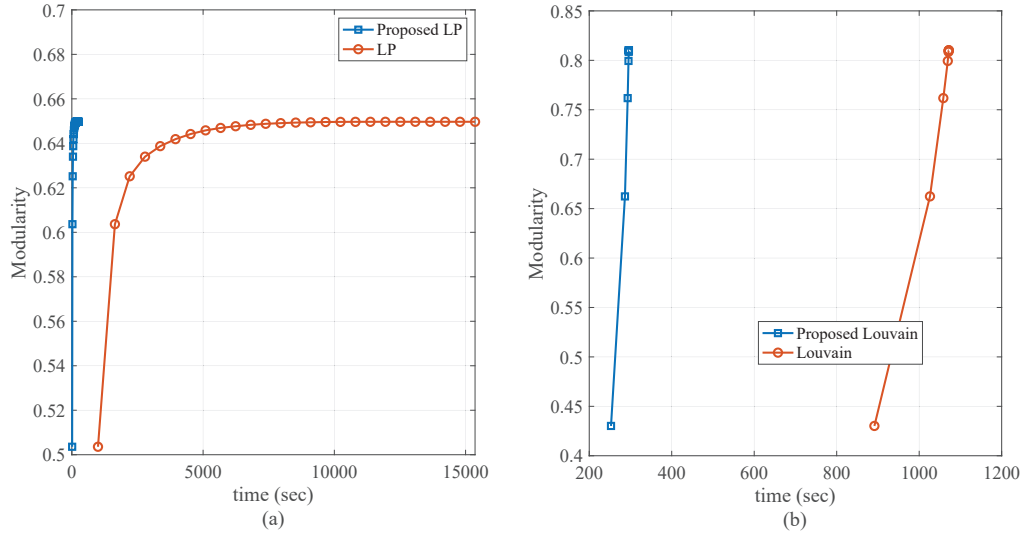 0.7
0.68
0.66
0.64
0.62
0.6
0.58
0.56
0.54
0.52
0.5
Modularity
Proposed LP
LP
0 5000 10000 15000
time (sec)
(a)
0.85
0.8
0.75
0.7
0.65
0.6
0.55
0.5
0.45
0.4
Modularity
Proposed Louvain
Louvain
200 400 600 800 1000 1200
time (sec)
(b)